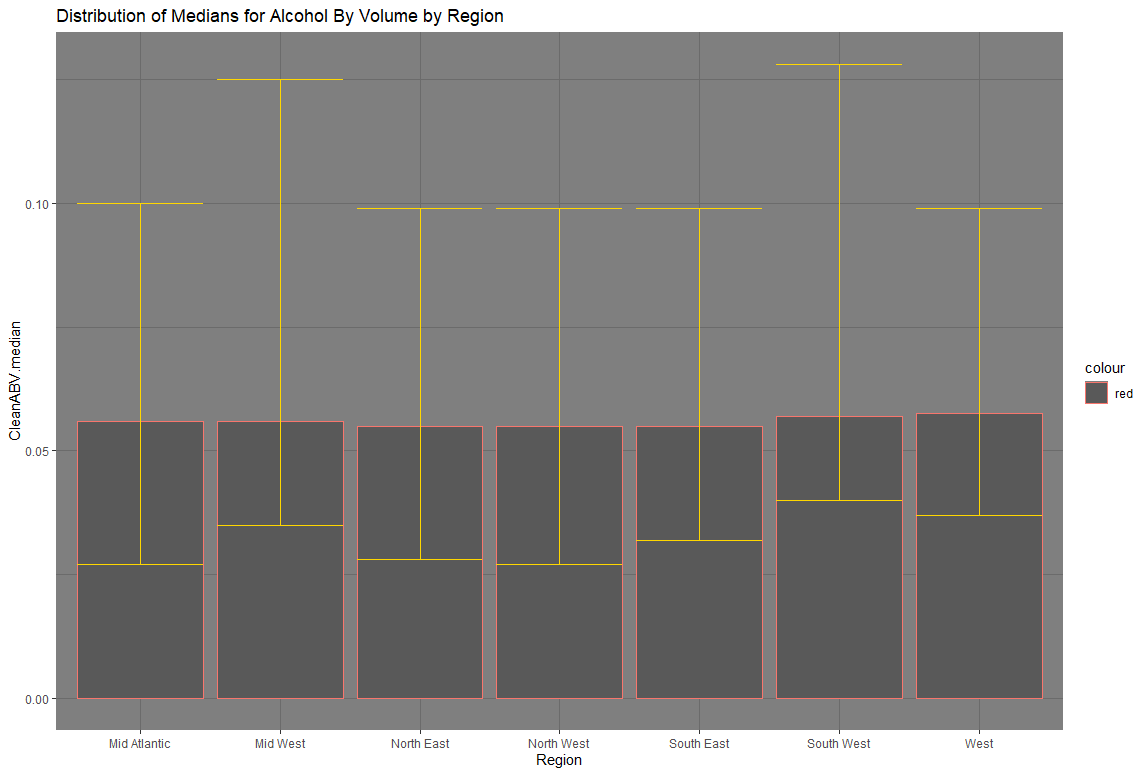 Distribution of Medians for Alcohol By Volume by Region
CleanABV.median
0.10
0.05
0.00
Mid Atlantic
Mid West
North East
North West
South East
South West
West
Region
colour
red